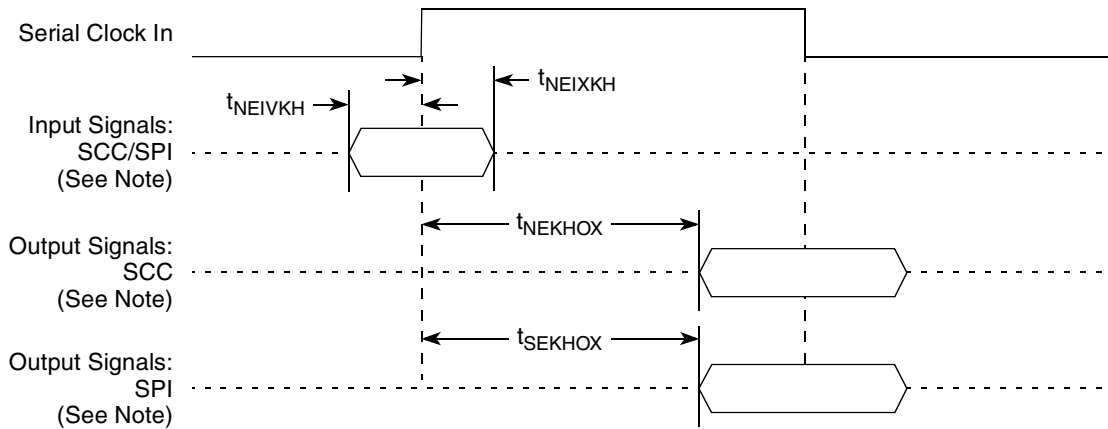 Serial Clock In
tNEIXKH
tNEIVKH
Input Signals:
SCC/SPI
(See Note)
tNEKHOX
Output Signals:
SCC
(See Note)
tSEKHOX
Output Signals:
SPI
(See Note)